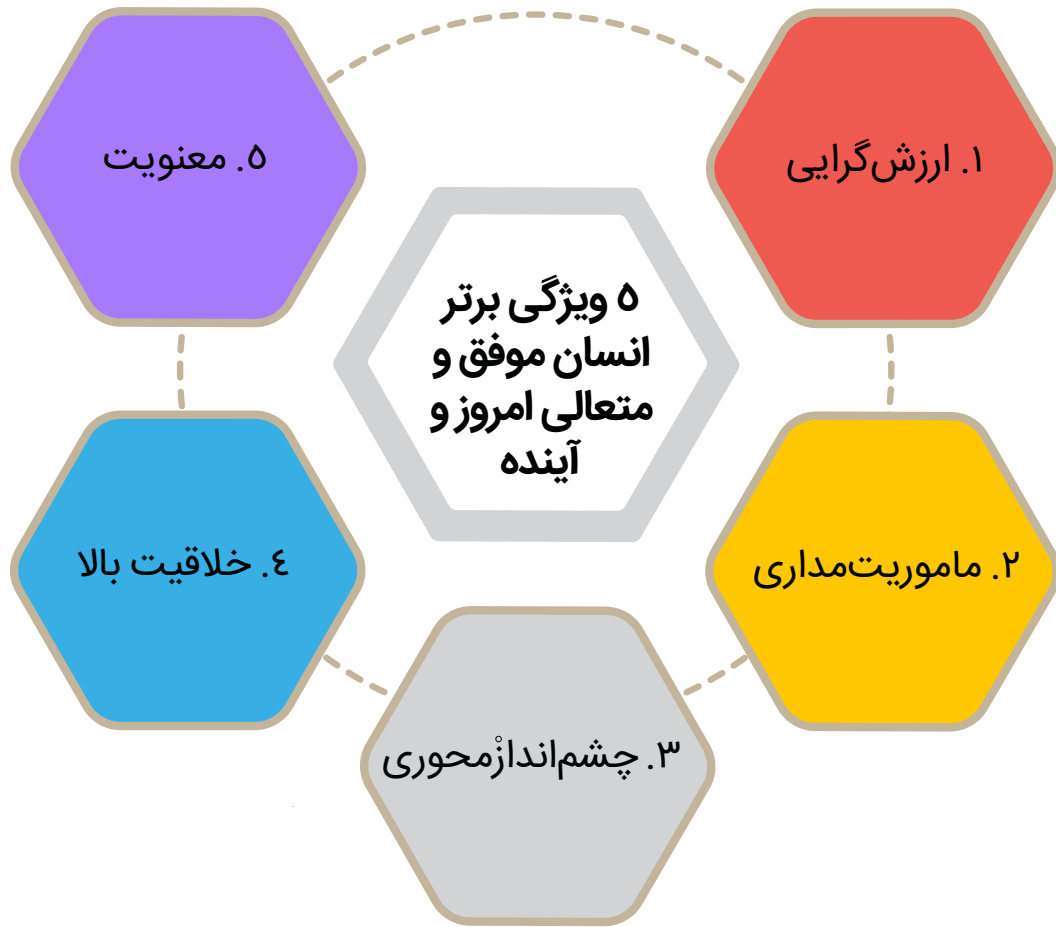 ۵ ویژگی برتر
انسان موفق و
متعالی امروز و
آینده
۱. ارزش‌گرایی
۲. ماموریت‌مداری
۳. چشم‌اندازْمحوری
٤. خلاقیت بالا
۵. معنویت